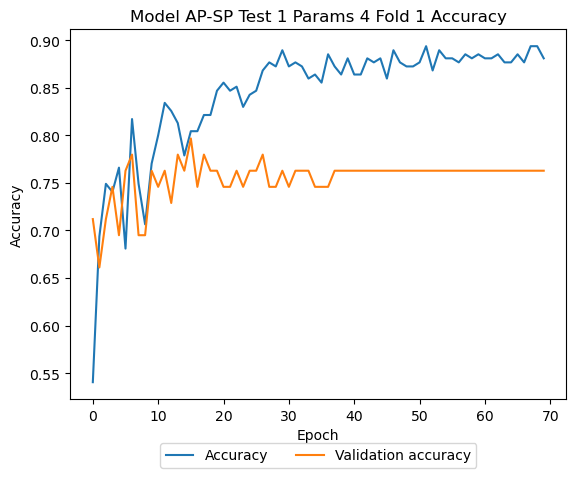 Model AP-SP Test 1 Params 4 Fold 1 Accuracy
0.90
0.85
0.80
0.75
0.70
0.65
0.60
0.55
Accuracy
0 10 20 30 40 50 60 70
Epoch
Accuracy Validation accuracy